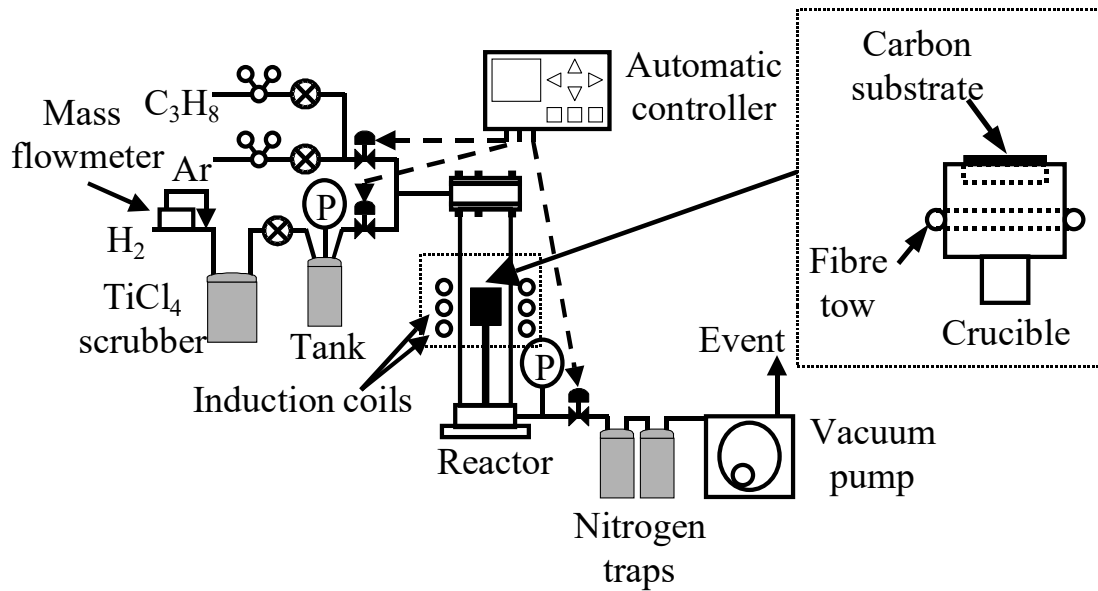 C₃H₈
Mass
flowmeter
Ar
H₂
TiCl₄
scrubber
P
Tank
Induction coils
Automatic
controller
P
Reactor
Event
Vacuum
pump
Nitrogen
traps
Carbon
substrate
Fibre
tow
Crucible